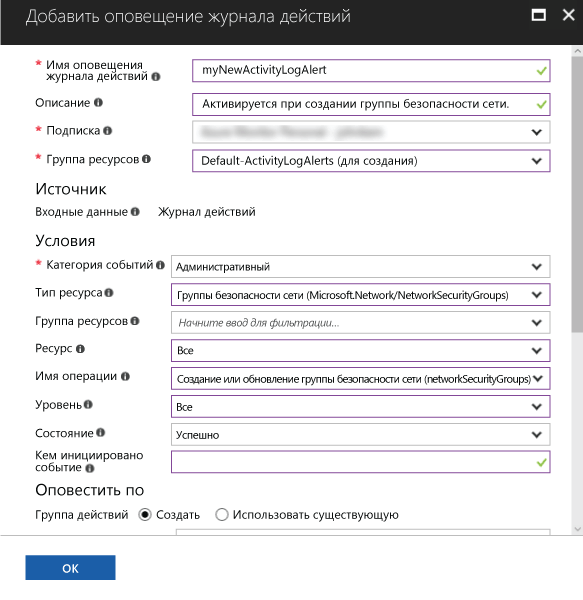 Добавить оповещение журнала действий
* Имя оповещения
журнала действий
myNewActivityLogAlert
Описание
Активируется при создании группы безопасности сети.
* Подписка
* Группа ресурсов
Default-ActivityLogAlerts (для создания)
Источник
Входные данные Журнал действий
Условия
* Категория событий Административный
Тип ресурса Группы безопасности сети (Microsoft.Network/NetworkSecurityGroups)
Группа ресурсов Начните ввод для фильтрации...
Ресурс Все
Имя операции Создание или обновление группы безопасности сети (networkSecurityGroups)
Уровень Все
Состояние Успешно
Кем инициировано
событие
Оповестить по
Группа действий Создать Использовать существующую
ОК